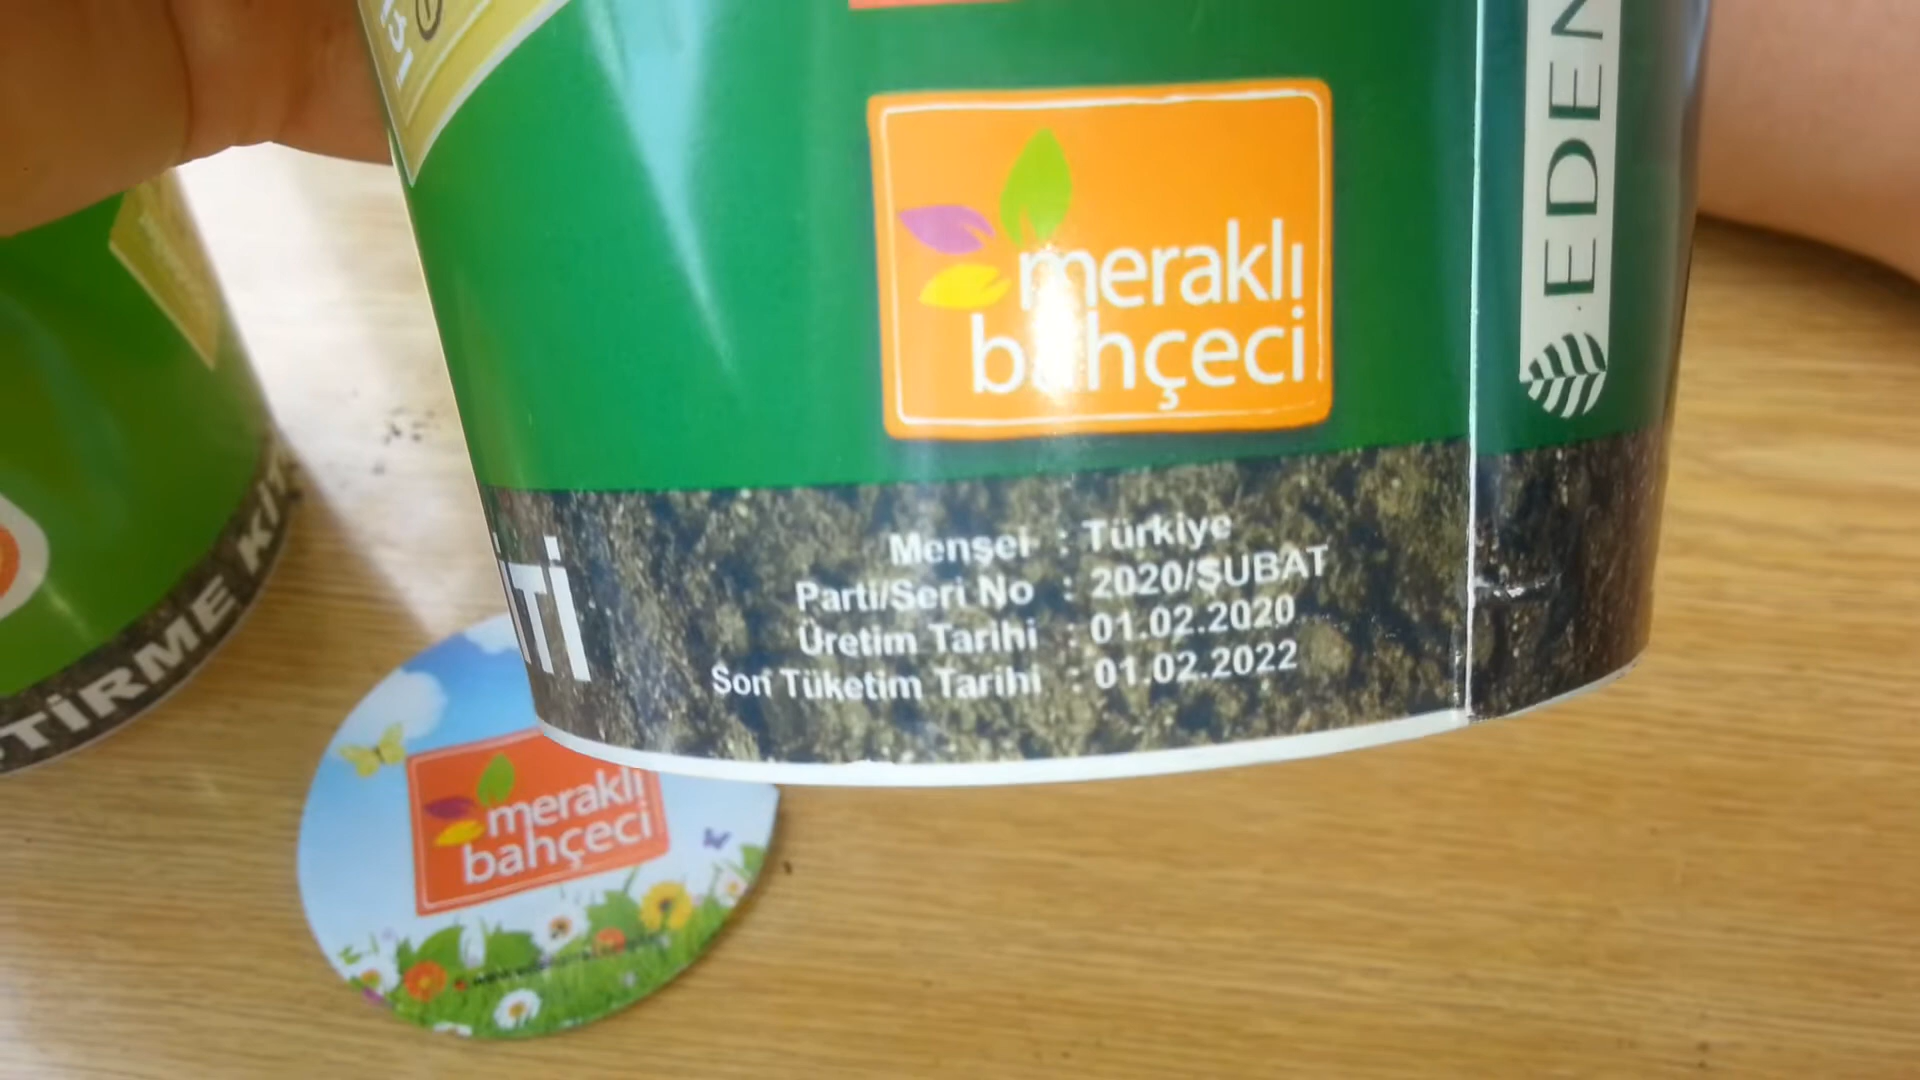 meraklı
bahçeci
EDEN
Menşei : Türkiye
Parti/Seri No : 2020/ŞUBAT
Üretim Tarihi : 01.02.2020
Son Tüketim Tarihi : 01.02.2022
İTİ
TİRME KİT
meraklı
bahçeci